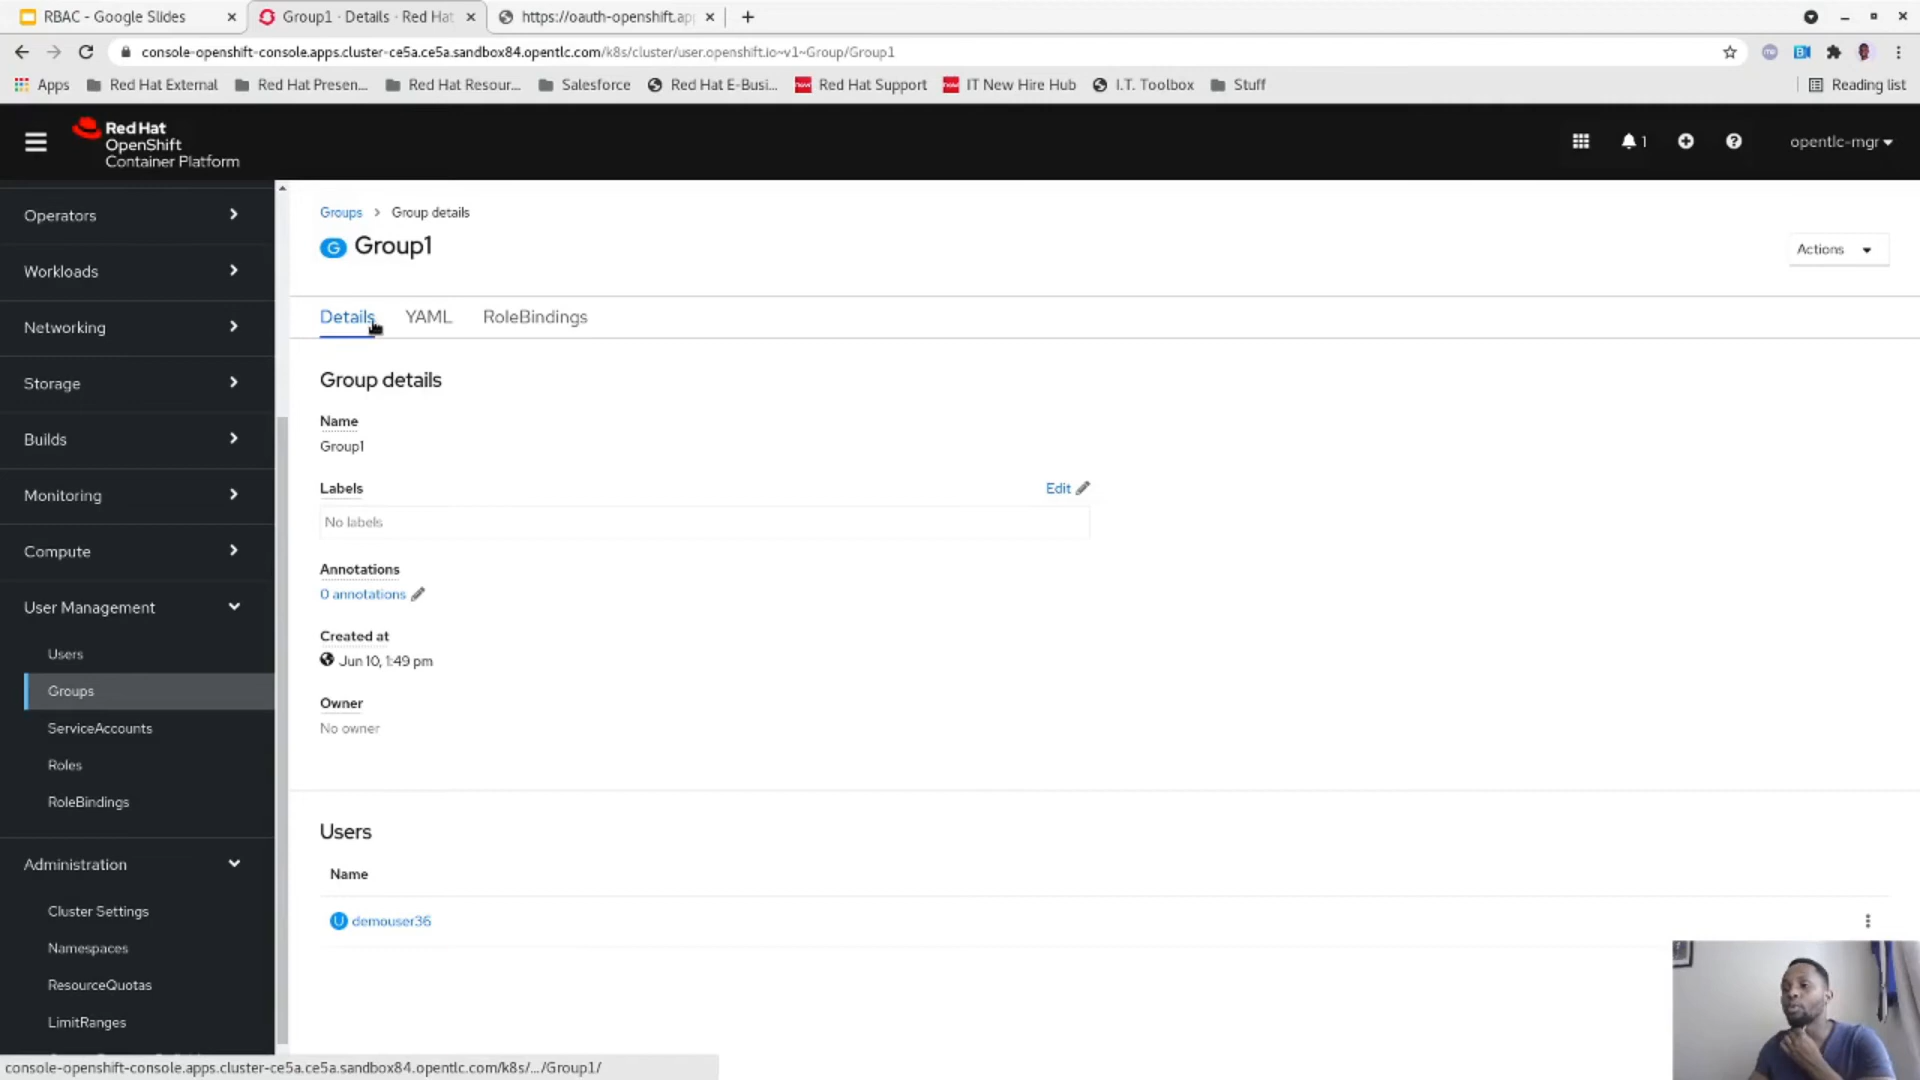 RBAC - Google Slides
Group1 · Details · Red Hat
https://oauth-openshift.ap
console-openshift-console.apps.cluster-ce5a.ce5a.sandbox84.opentlc.com/k8s/cluster/user.openshift.io~v1~Group/Group1
Apps
Red Hat External
Red Hat Presen...
Red Hat Resour...
Salesforce
Red Hat E-Busi...
now
Red Hat Support
now
IT New Hire Hub
I.T. Toolbox
Stuff
Reading list
Red Hat
OpenShift
Container Platform
1
opentlc-mgr
Operators
Workloads
Networking
Storage
Builds
Monitoring
Compute
User Management
Users
Groups
ServiceAccounts
Roles
RoleBindings
Administration
Cluster Settings
Namespaces
ResourceQuotas
LimitRanges
Groups > Group details
G Group1
Actions
Details YAML RoleBindings
Group details
Name
Group1
Labels
Edit
No labels
Annotations
0 annotations
Created at
Jun 10, 1:49 pm
Owner
No owner
Users
Name
U demouser36
console-openshift-console.apps.cluster-ce5a.ce5a.sandbox84.opentlc.com/k8s/.../Group1/